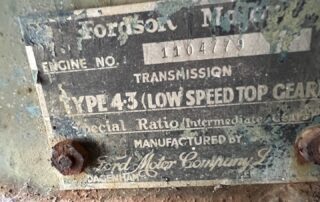 Fordson Major
ENGINE No. 1104779
TRANSMISSION
TYPE 4·3 (LOW SPEED TOP GEAR
Special Ratio/Intermediate
MANUFACTURED BY
Ford Motor Company L
DAGENHAM